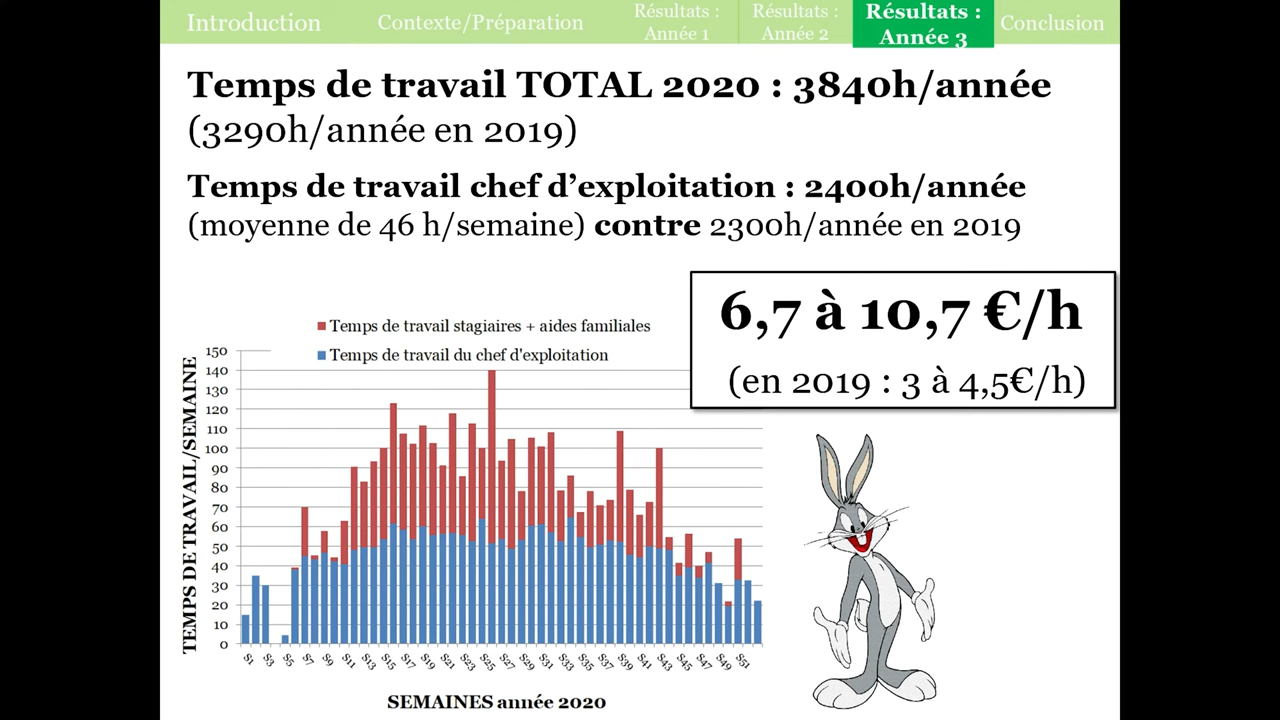 Introduction
Contexte/Préparation
Résultats :
Année 1
Résultats :
Année 2
Résultats :
Année 3
Conclusion
Temps de travail TOTAL 2020 : 3840h/année
(3290h/année en 2019)
Temps de travail chef d’exploitation : 2400h/année
(moyenne de 46 h/semaine) contre 2300h/année en 2019
6,7 à 10,7 €/h
(en 2019 : 3 à 4,5€/h)
Temps de travail stagiaires + aides familiales
Temps de travail du chef d'exploitation
TEMPS DE TRAVAIL/SEMAINE
150
140
130
120
110
100
90
80
70
60
50
40
30
20
10
0
S1 S3 S5 S7 S9 S11 S13 S15 S17 S19 S21 S23 S25 S27 S29 S31 S33 S35 S37 S39 S41 S43 S45 S47 S49 S51
SEMAINES année 2020